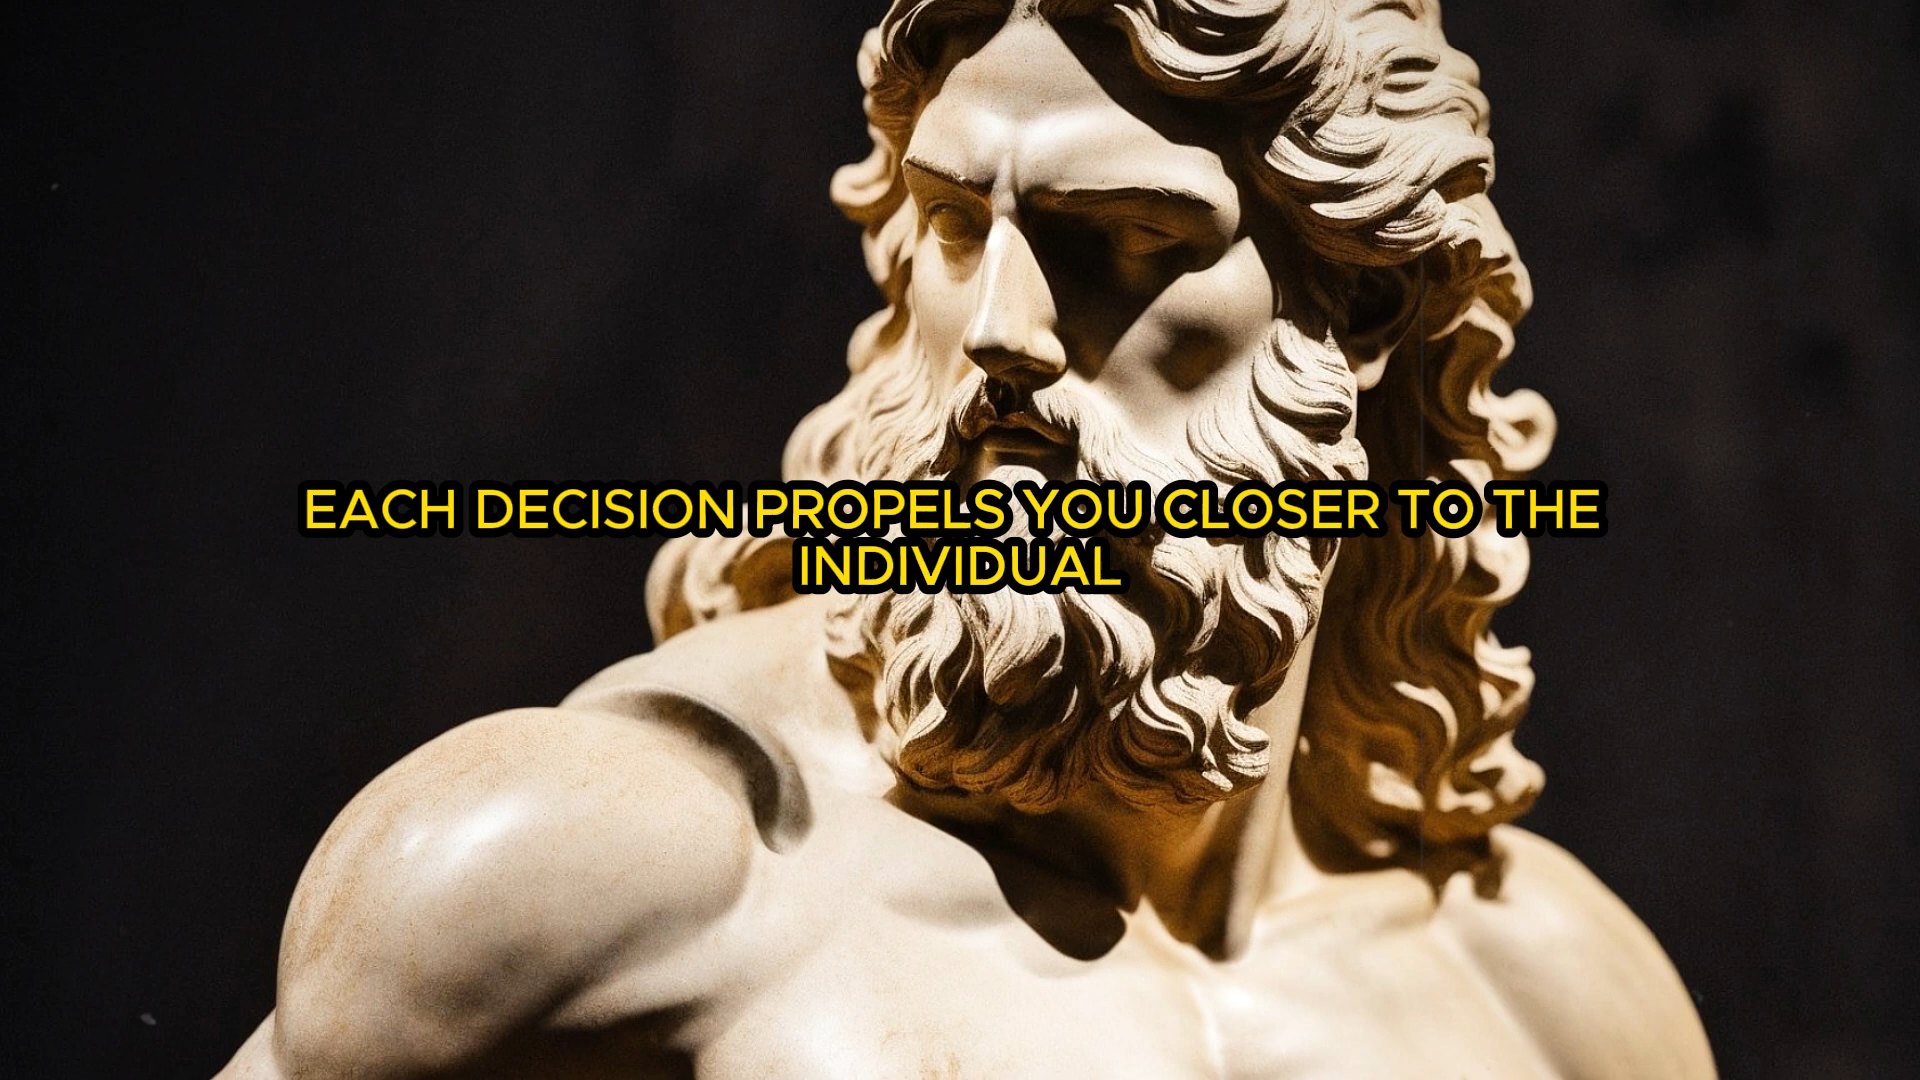 EACH DECISION PROPELS YOU CLOSER TO THE
INDIVIDUAL